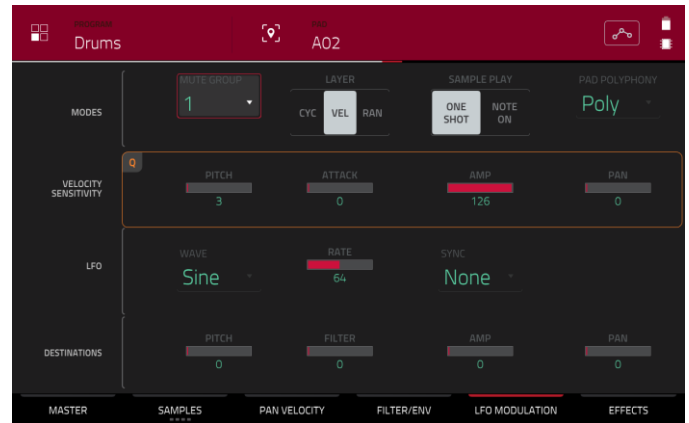 PROGRAM
Drums
PAD
A02
MODES
MUTE GROUP
1
LAYER
CYC VEL RAN
SAMPLE PLAY
ONE SHOT
NOTE ON
PAD POLYPHONY
Poly
VELOCITY SENSITIVITY
Q
PITCH
3
ATTACK
0
AMP
126
PAN
0
LFO
WAVE
Sine
RATE
64
SYNC
None
DESTINATIONS
PITCH
0
FILTER
0
AMP
0
PAN
0
MASTER SAMPLES PAN VELOCITY FILTER/ENV LFO MODULATION EFFECTS